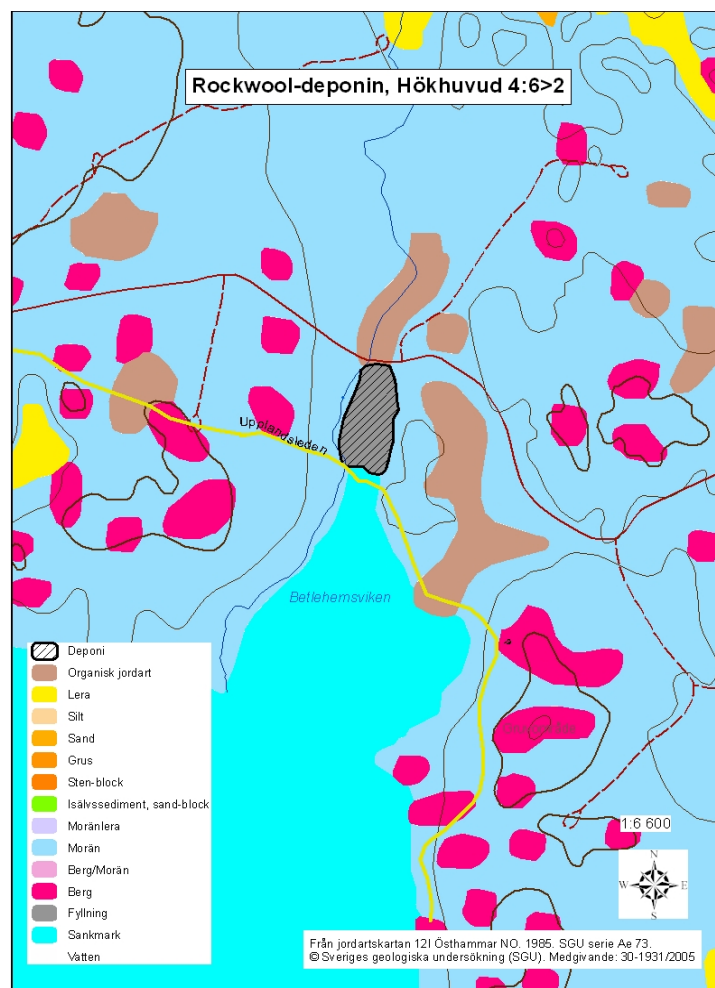 Rockwool-deponin, Hökhuvud 4:6>2
Upplandsleden
Betlehemsviken
Deponi
Organisk jordart
Lera
Silt
Sand
Grus
Sten-block
Isälvssediment, sand-block
Moränlera
Morän
Berg/Morän
Berg
Fyllning
Sankmark
Vatten
1:6 600
N
W E
S
Från jordartskartan 12I Östhammar NO. 1985. SGU serie Ae 73.
© Sveriges geologiska undersökning (SGU). Medgivande: 30-1931/2005